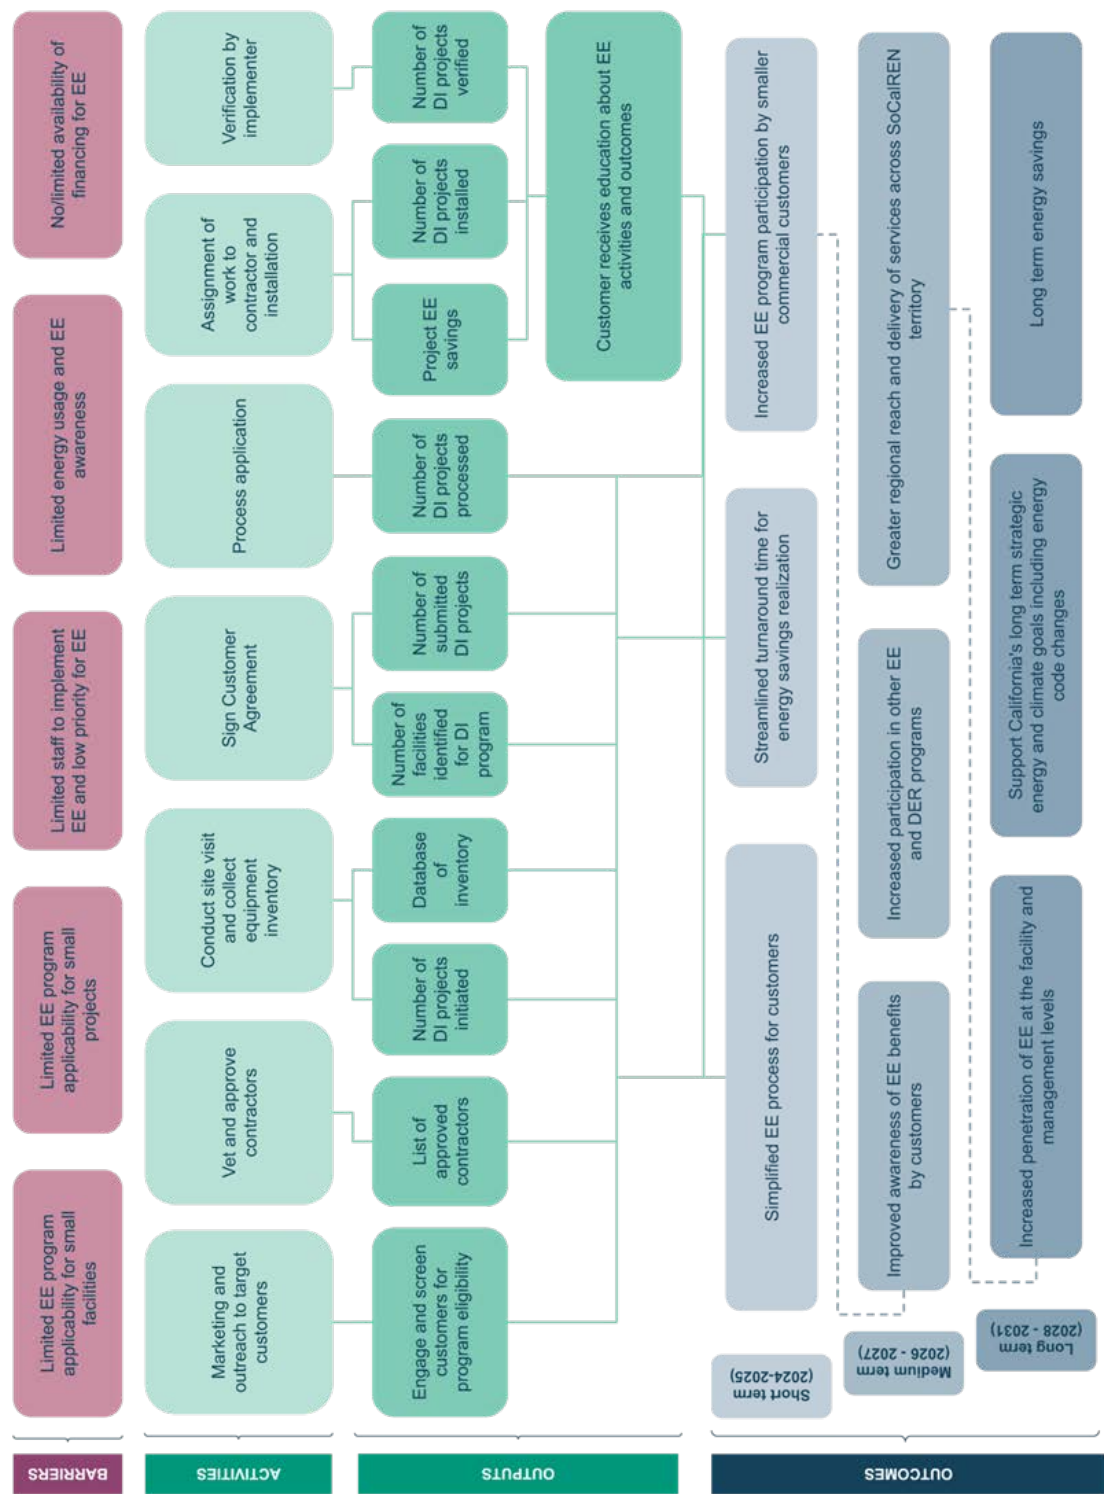 BARRIERS
Limited EE program
applicability for small
facilities
Limited EE program
applicability for small
projects
Limited staff to implement
EE and low priority for EE
Limited energy usage and EE
awareness
No/limited availability of
financing for EE
ACTIVITIES
Marketing and
outreach to target
customers
Vet and approve
contractors
Conduct site visit
and collect
equipment
inventory
Sign Customer
Agreement
Process application
Assignment of
work to
contractor and
installation
Verification by
implementer
OUTPUTS
Engage and screen
customers for
program eligibility
List of
approved
contractors
Number of
DI projects
initiated
Database
of
inventory
Number of
facilities
identified
for DI
program
Number of
submitted
DI projects
Number of
DI projects
processed
Project EE
savings
Number of
DI projects
installed
Number of
DI projects
verified
Customer receives education about EE
activities and outcomes
OUTCOMES
Short term
(2024-2025)
Simplified EE process for customers
Streamlined turnaround time for
energy savings realization
Increased EE program participation by smaller
commercial customers
Medium term
(2026 - 2027)
Improved awareness of EE benefits
by customers
Increased participation in other EE
and DER programs
Greater regional reach and delivery of services across SoCalREN
territory
Long term
(2028 - 2031)
Increased penetration of EE at the facility and
management levels
Support California's long term strategic
energy and climate goals including energy
code changes
Long term energy savings